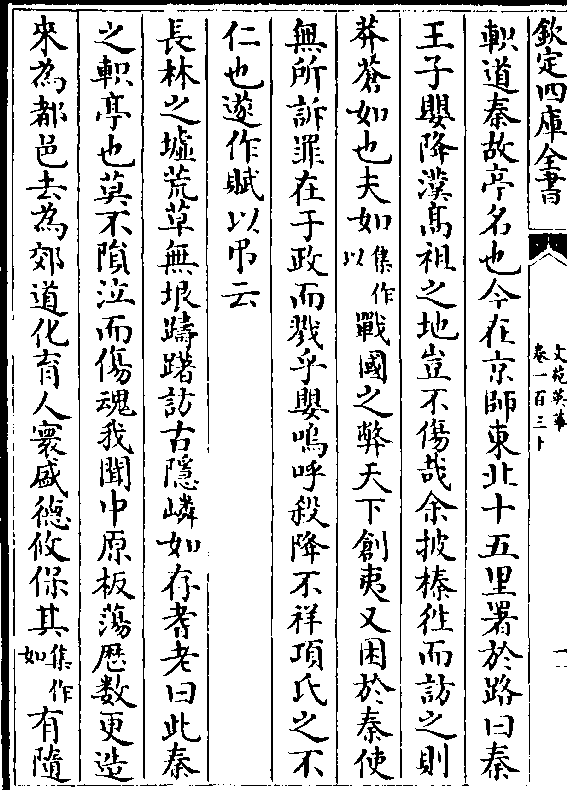 欽定四庫全書
文苑英華
卷一百三十
軹道秦故亭名也今在京師東北十五里署於路曰秦
王子嬰降漢髙祖之地豈不傷哉余披榛徃而訪之則
莽蒼如也夫如集作以戰國之弊天下創夷又困於秦使
無所訴罪在于政而戮乎嬰嗚呼殺降不祥項氏之不
仁也遂作賦以弔云
長林之墟荒草無垠躊躇訪古隱嶙如存耆老曰此秦
之軹亭也莫不隕泣而傷魂我聞中原板蕩厯數更造
來為都邑去為郊道化育人寰盛德攸保其集作如有隨